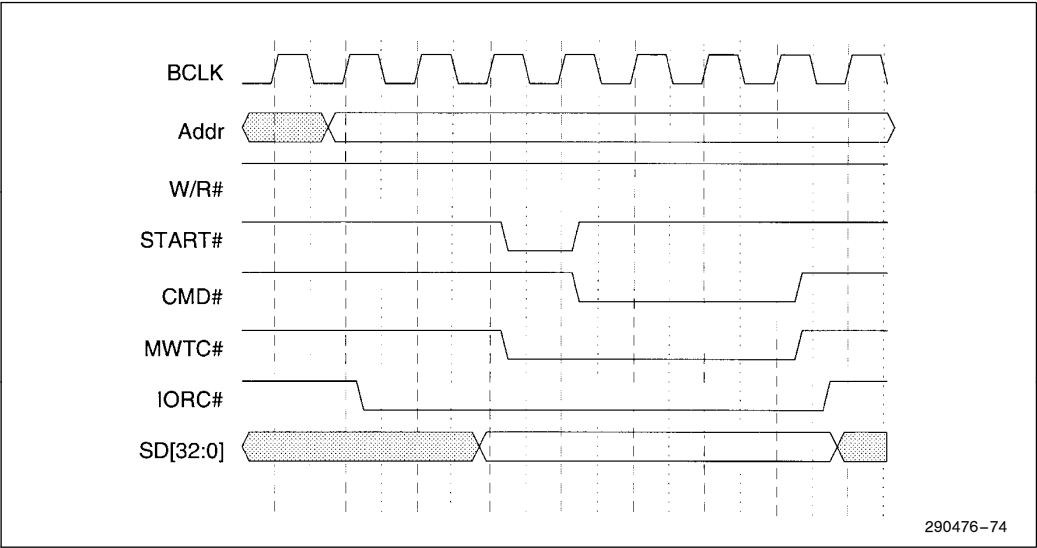 BCLK
Addr
W/R#
START#
CMD#
MWTC#
IORC#
SD[32:0]
290476–74